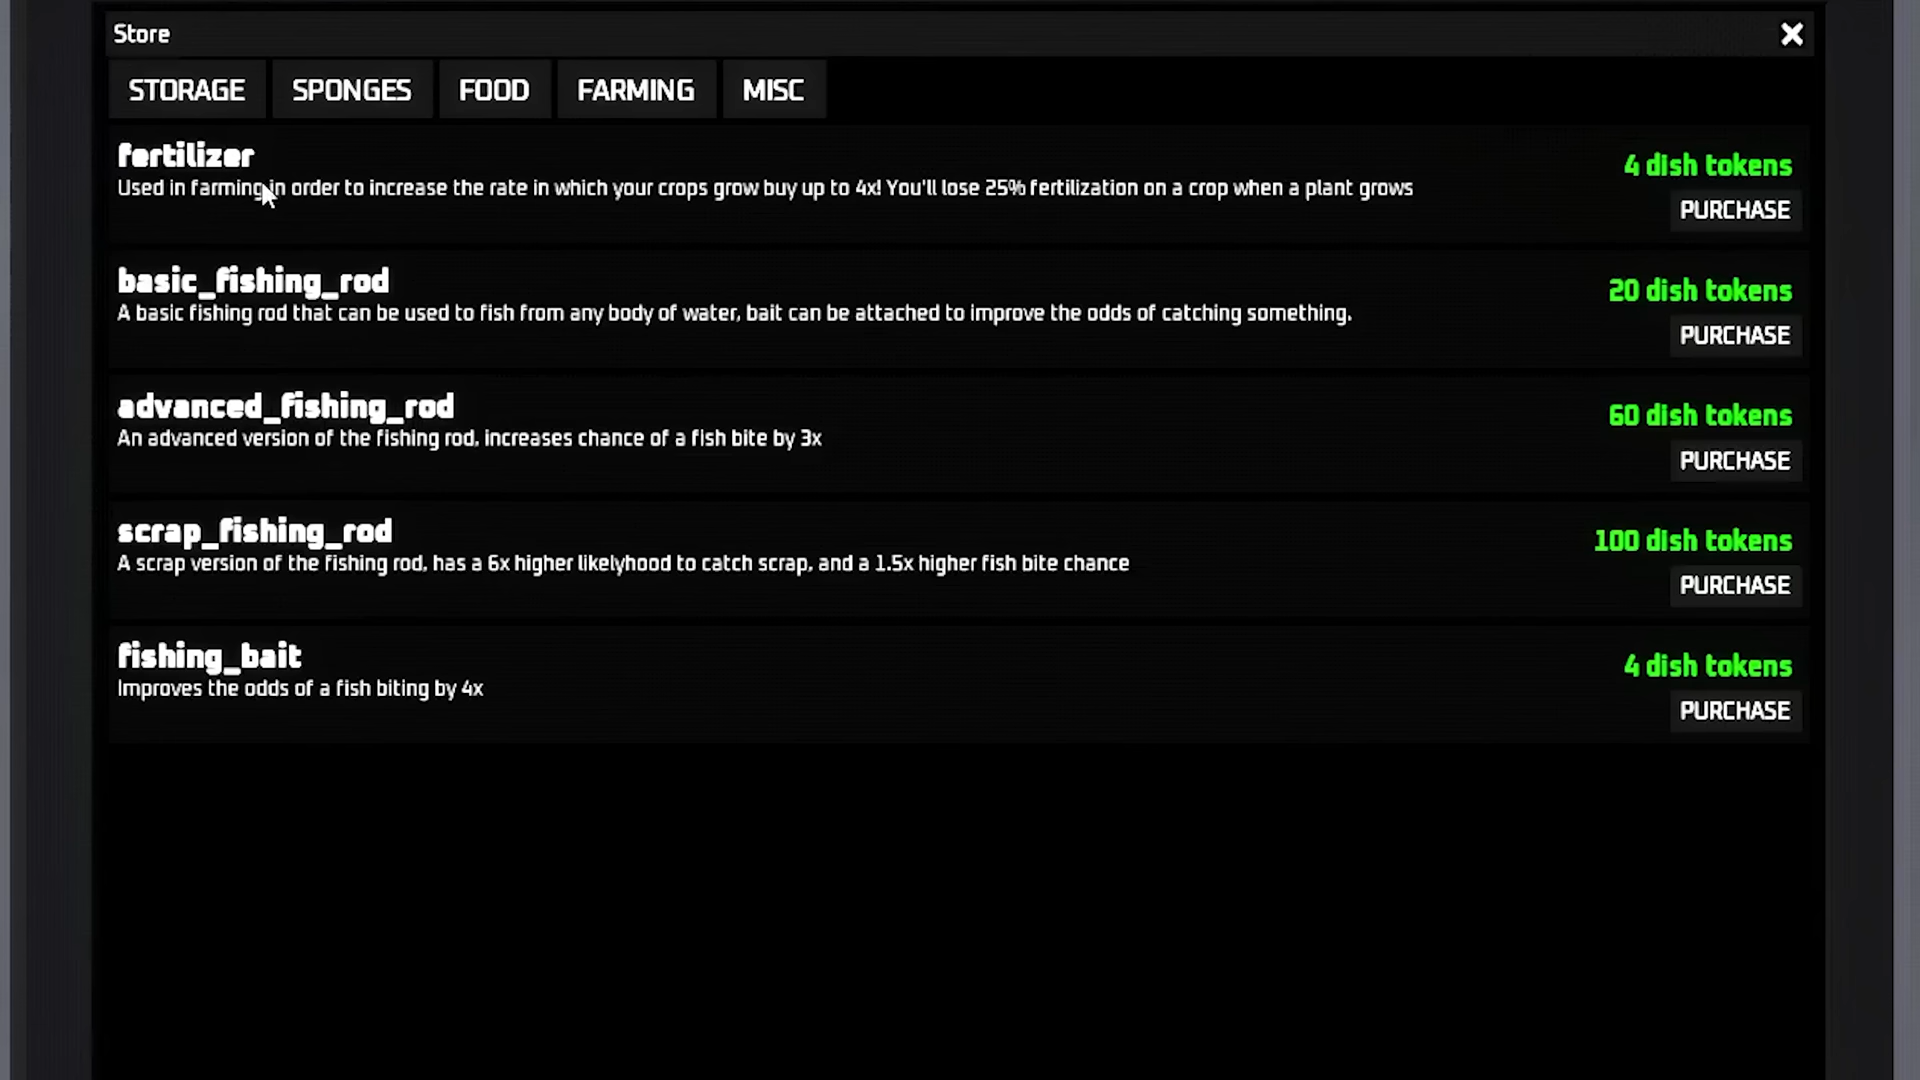 Store
STORAGE SPONGES FOOD FARMING MISC
fertilizer
4 dish tokens
Used in farming in order to increase the rate in which your crops grow buy up to 4x! You'll lose 25% fertilization on a crop when a plant grows
PURCHASE
basic_fishing_rod
20 dish tokens
A basic fishing rod that can be used to fish from any body of water, bait can be attached to improve the odds of catching something.
PURCHASE
advanced_fishing_rod
60 dish tokens
An advanced version of the fishing rod, increases chance of a fish bite by 3x
PURCHASE
scrap_fishing_rod
100 dish tokens
A scrap version of the fishing rod, has a 6x higher likelyhood to catch scrap, and a 1.5x higher fish bite chance
PURCHASE
fishing_bait
4 dish tokens
Improves the odds of a fish biting by 4x
PURCHASE